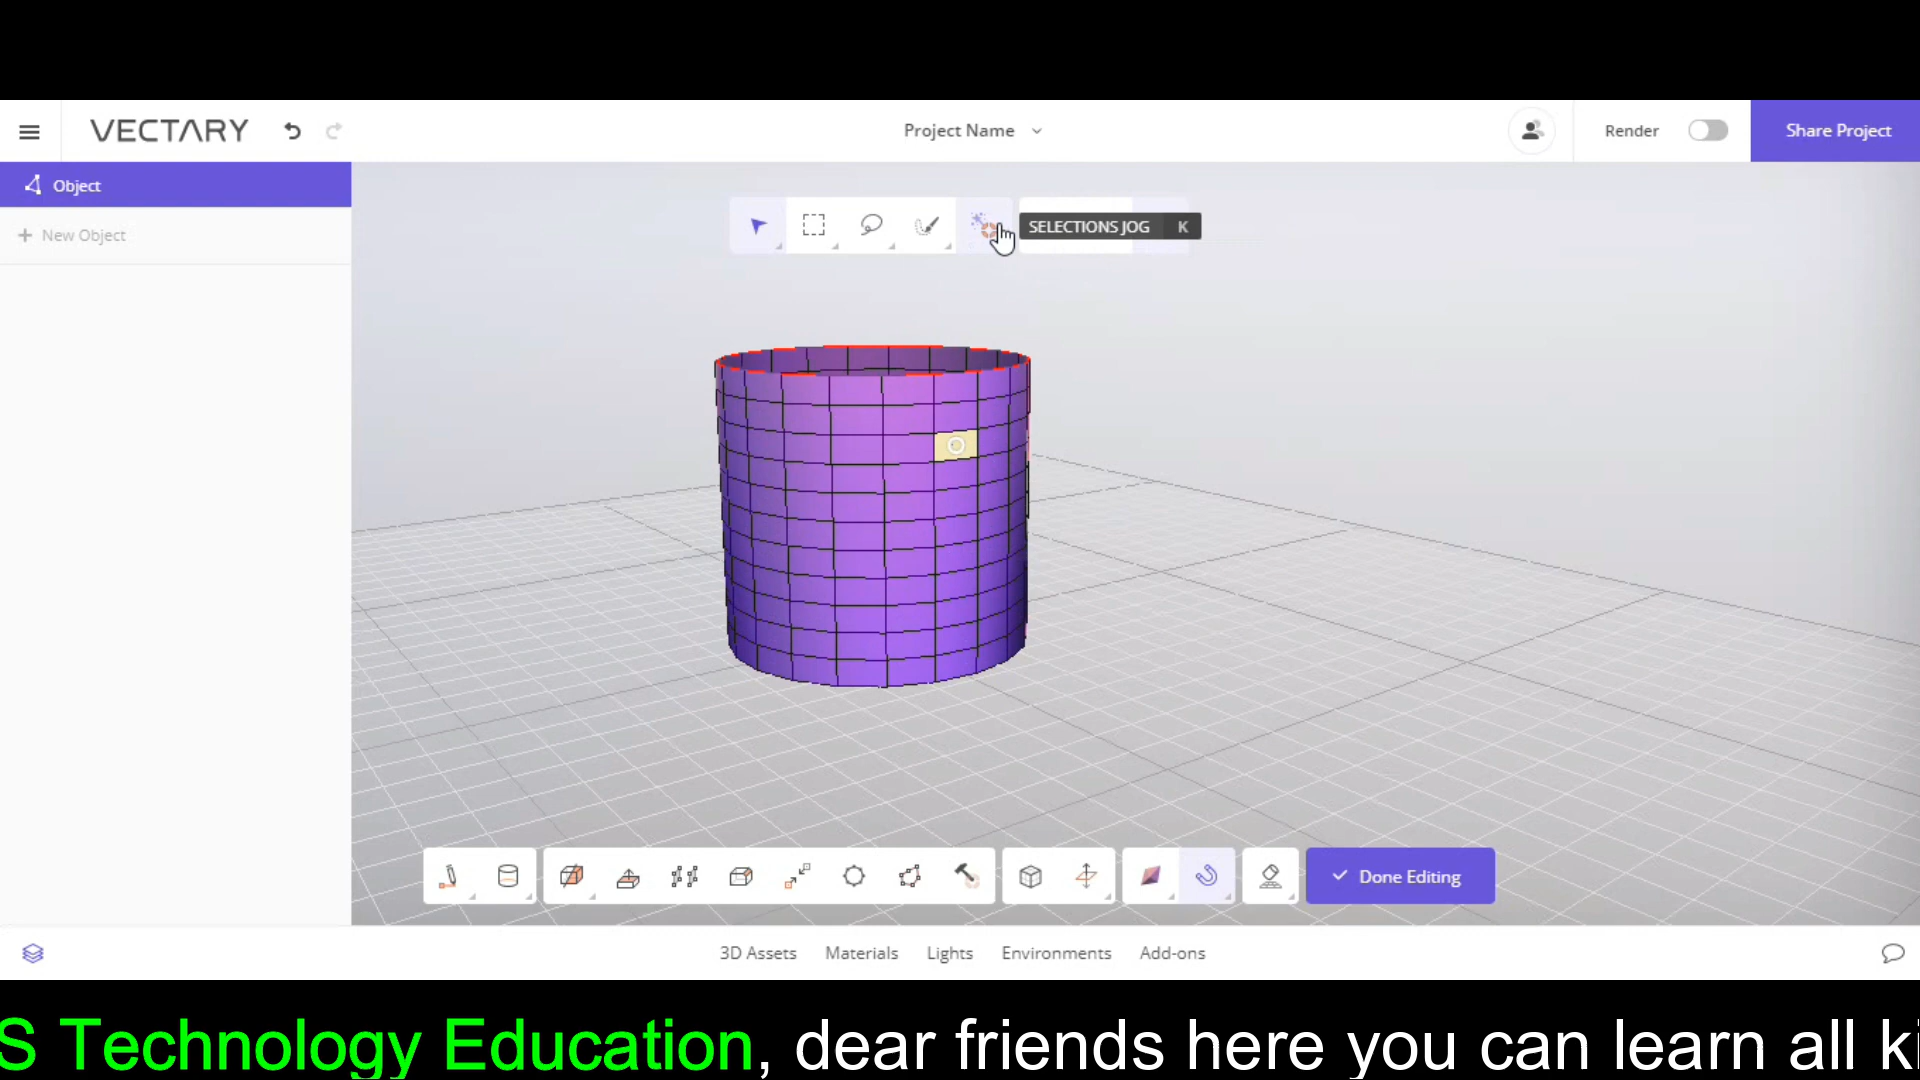 VECTARY
Project Name
Render
Share Project
Object
+ New Object
SELECTIONS JOG K
Done Editing
3D Assets Materials Lights Environments Add-ons
S Technology Education, dear friends here you can learn all ki